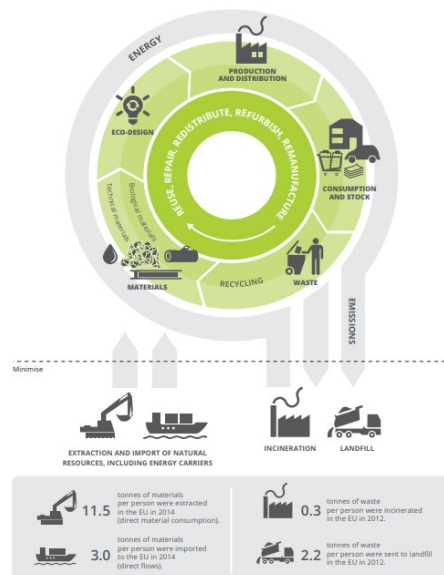 ENERGY
PRODUCTION
AND DISTRIBUTION
ECO-DESIGN
REUSE, REPAIR, REDISTRIBUTE, REFURBISH, REMANUFACTURE
CONSUMPTION
AND STOCK
Biological materials
Technical materials
MATERIALS
RECYCLING
WASTE
EMISSIONS
Minimise
EXTRACTION AND IMPORT OF NATURAL
RESOURCES, INCLUDING ENERGY CARRIERS
INCINERATION
LANDFILL
11.5
tonnes of materials
per person were extracted
in the EU in 2014
(direct material consumption).
3.0
tonnes of materials
per person were imported
to the EU in 2014
(direct flows).
0.3
tonnes of waste
per person were incinerated
in the EU in 2012.
2.2
tonnes of waste
per person were sent to landfill
in the EU in 2012.